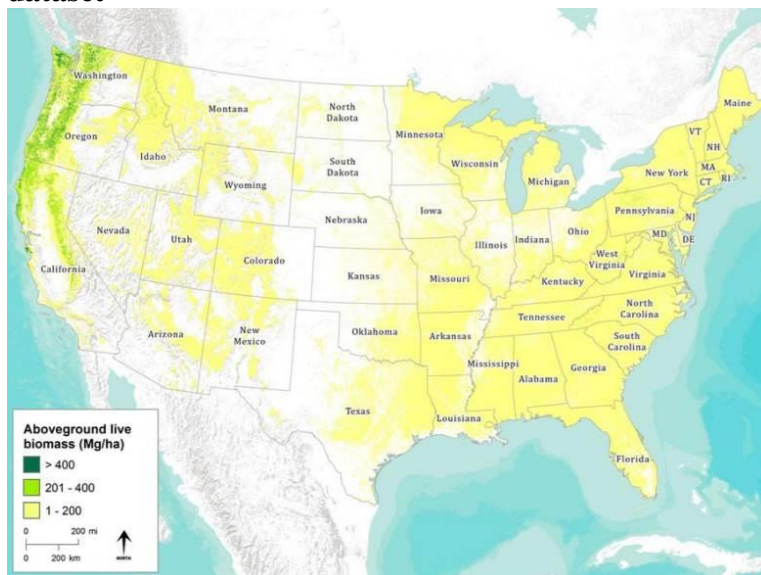 Washington
Montana
North
Dakota
Minnesota
Maine
Oregon
Idaho
South
Dakota
Wisconsin
Michigan
VT
NH
New York
MA
CT
RI
Wyoming
Nebraska
Iowa
Illinois
Indiana
Ohio
Pennsylvania
NJ
MD
DE
Nevada
Utah
Colorado
Kansas
Missouri
West
Virginia
Virginia
Kentucky
California
Arizona
New
Mexico
Oklahoma
Arkansas
Tennessee
North
Carolina
South
Carolina
Mississippi
Alabama
Georgia
Texas
Louisiana
Florida
Aboveground live
biomass (Mg/ha)
> 400
201 - 400
1 - 200
0 200 mi
0 200 km
NORTH